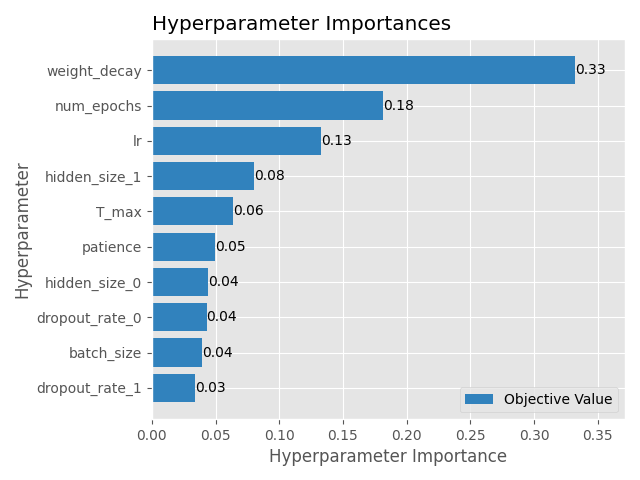 Hyperparameter Importances
Hyperparameter
weight_decay 0.33
num_epochs 0.18
lr 0.13
hidden_size_1 0.08
T_max 0.06
patience 0.05
hidden_size_0 0.04
dropout_rate_0 0.04
batch_size 0.04
dropout_rate_1 0.03
Objective Value
0.00 0.05 0.10 0.15 0.20 0.25 0.30 0.35
Hyperparameter Importance